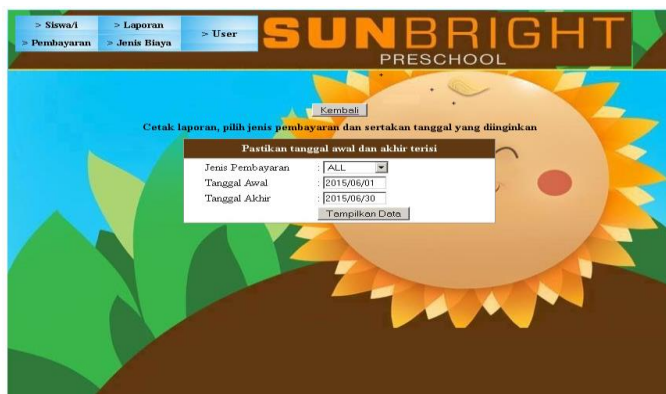 > Siswa/i > Laporan > User
> Pembayaran > Jenis Biaya
SUNBRIGHT
PRESCHOOL
Kembali
Cetak laporan, pilih jenis pembayaran dan sertakan tanggal yang diinginkan
Pastikan tanggal awal dan akhir terisi
Jenis Pembayaran : ALL
Tanggal Awal : 2015/06/01
Tanggal Akhir : 2015/06/30
Tampilkan Data